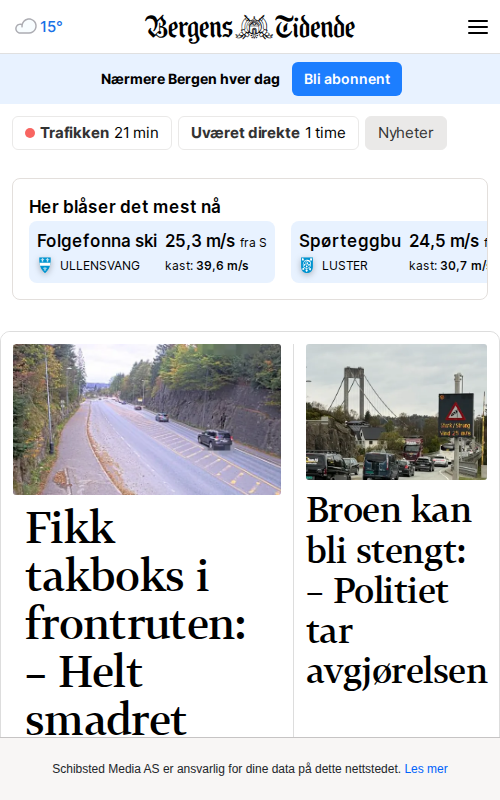 15°
Bergens Tidende
Nærmere Bergen hver dag
Bli abonnent
Trafikken 21 min
Uværet direkte 1 time
Nyheter
Her blåser det mest nå
Folgefonna ski 25,3 m/s fra S
ULLENSVANG kast: 39,6 m/s
Spørteggbu 24,5 m/s
LUSTER kast: 30,7 m/s
Fikk
takboks i
frontruten:
– Helt
smadret
Broen kan
bli stengt:
– Politiet
tar
avgjørelsen
Schibsted Media AS er ansvarlig for dine data på dette nettstedet. Les mer